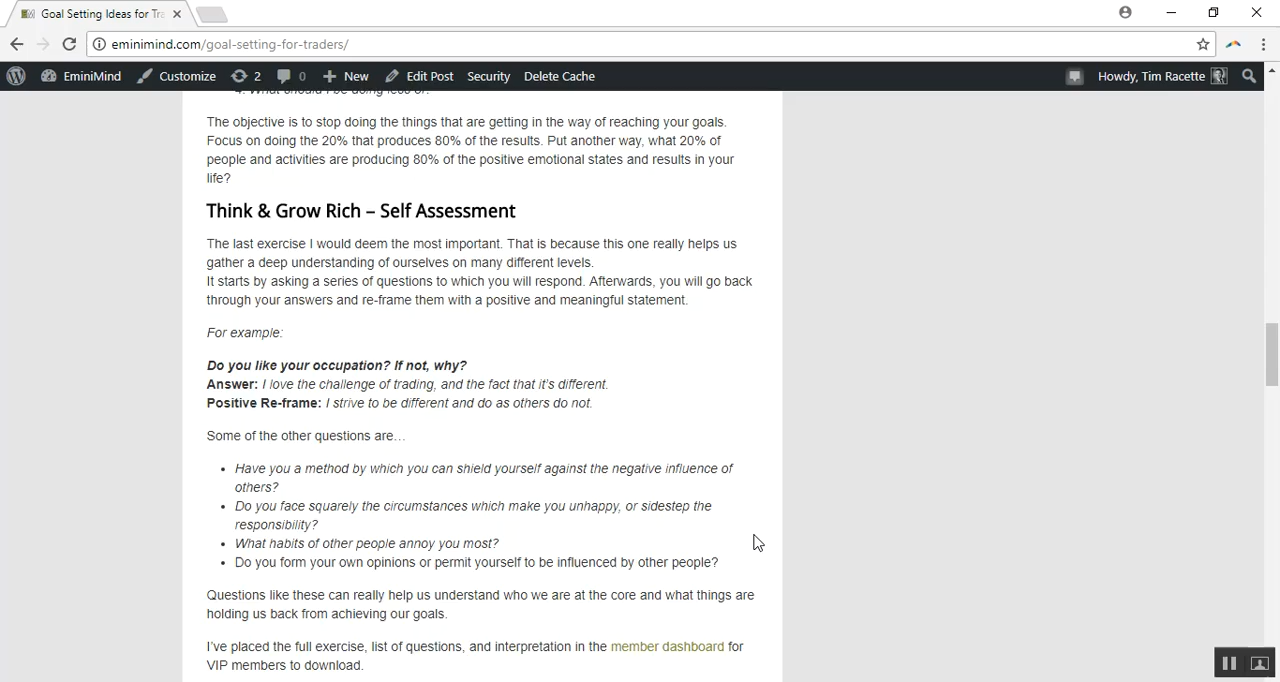 Goal Setting Ideas for Tra
eminimind.com/goal-setting-for-traders/
EminiMind Customize 2 0 New Edit Post Security Delete Cache Howdy, Tim Racette
4. What should I be doing less of?
The objective is to stop doing the things that are getting in the way of reaching your goals.
Focus on doing the 20% that produces 80% of the results. Put another way, what 20% of
people and activities are producing 80% of the positive emotional states and results in your
life?
Think & Grow Rich – Self Assessment
The last exercise I would deem the most important. That is because this one really helps us
gather a deep understanding of ourselves on many different levels.
It starts by asking a series of questions to which you will respond. Afterwards, you will go back
through your answers and re-frame them with a positive and meaningful statement.
For example:
Do you like your occupation? If not, why?
Answer: I love the challenge of trading, and the fact that it's different.
Positive Re-frame: I strive to be different and do as others do not.
Some of the other questions are…
• Have you a method by which you can shield yourself against the negative influence of
others?
• Do you face squarely the circumstances which make you unhappy, or sidestep the
responsibility?
• What habits of other people annoy you most?
• Do you form your own opinions or permit yourself to be influenced by other people?
Questions like these can really help us understand who we are at the core and what things are
holding us back from achieving our goals.
I've placed the full exercise, list of questions, and interpretation in the member dashboard for
VIP members to download.